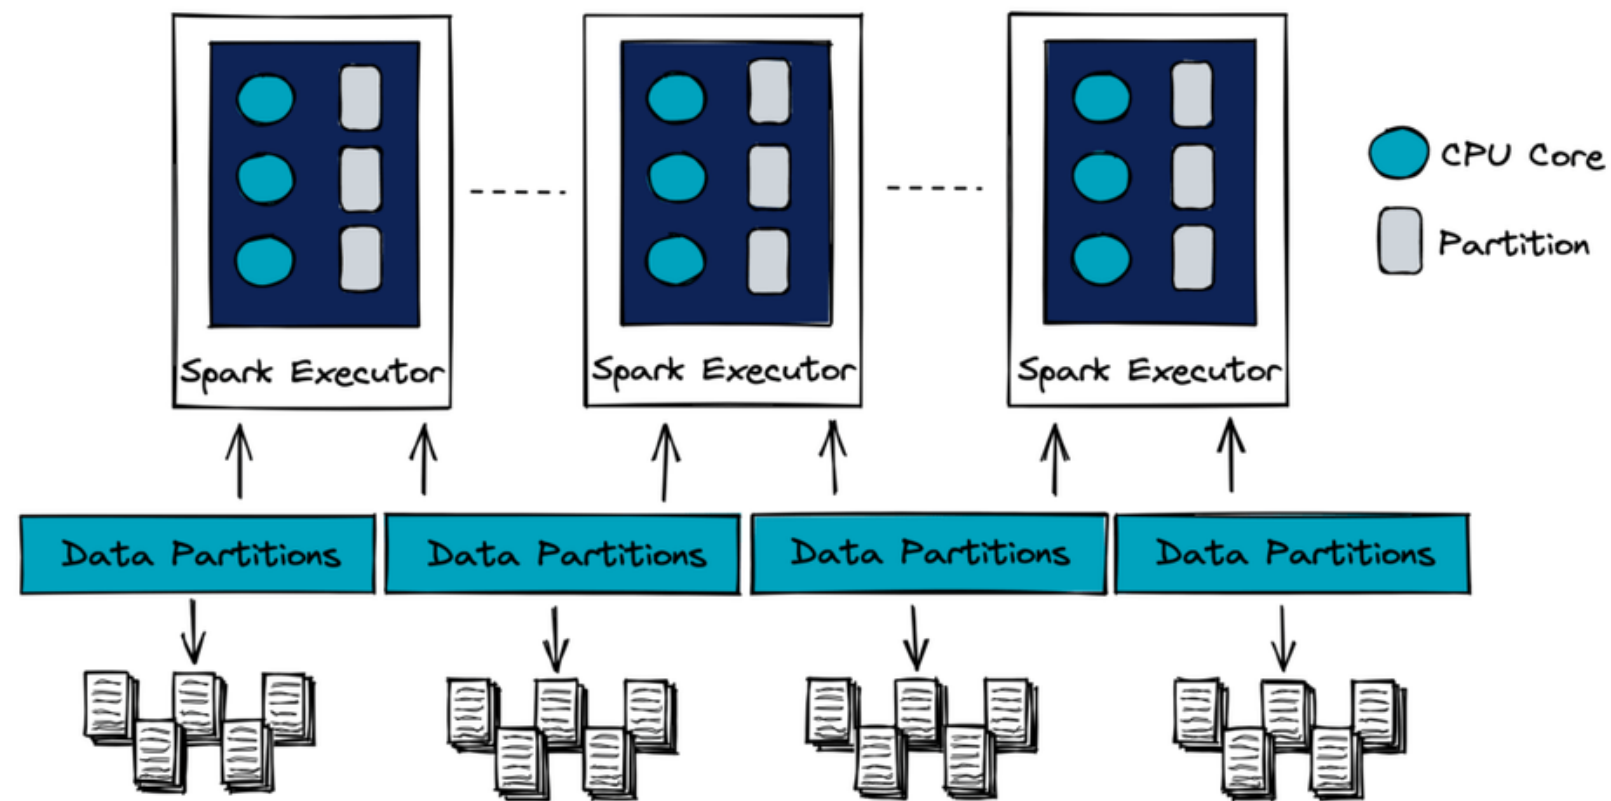 CPU Core
Partition
Spark Executor
Spark Executor
Spark Executor
Data Partitions
Data Partitions
Data Partitions
Data Partitions